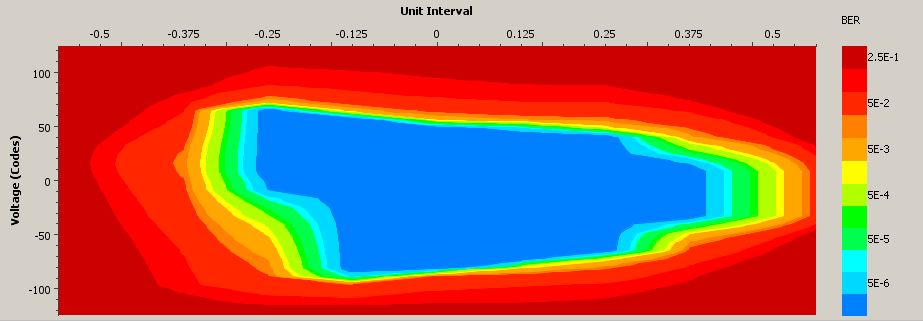 Unit Interval
BER
-0.5 -0.375 -0.25 -0.125 0 0.125 0.25 0.375 0.5
Voltage (Codes)
100
50
0
-50
-100
2.5E-1
5E-2
5E-3
5E-4
5E-5
5E-6